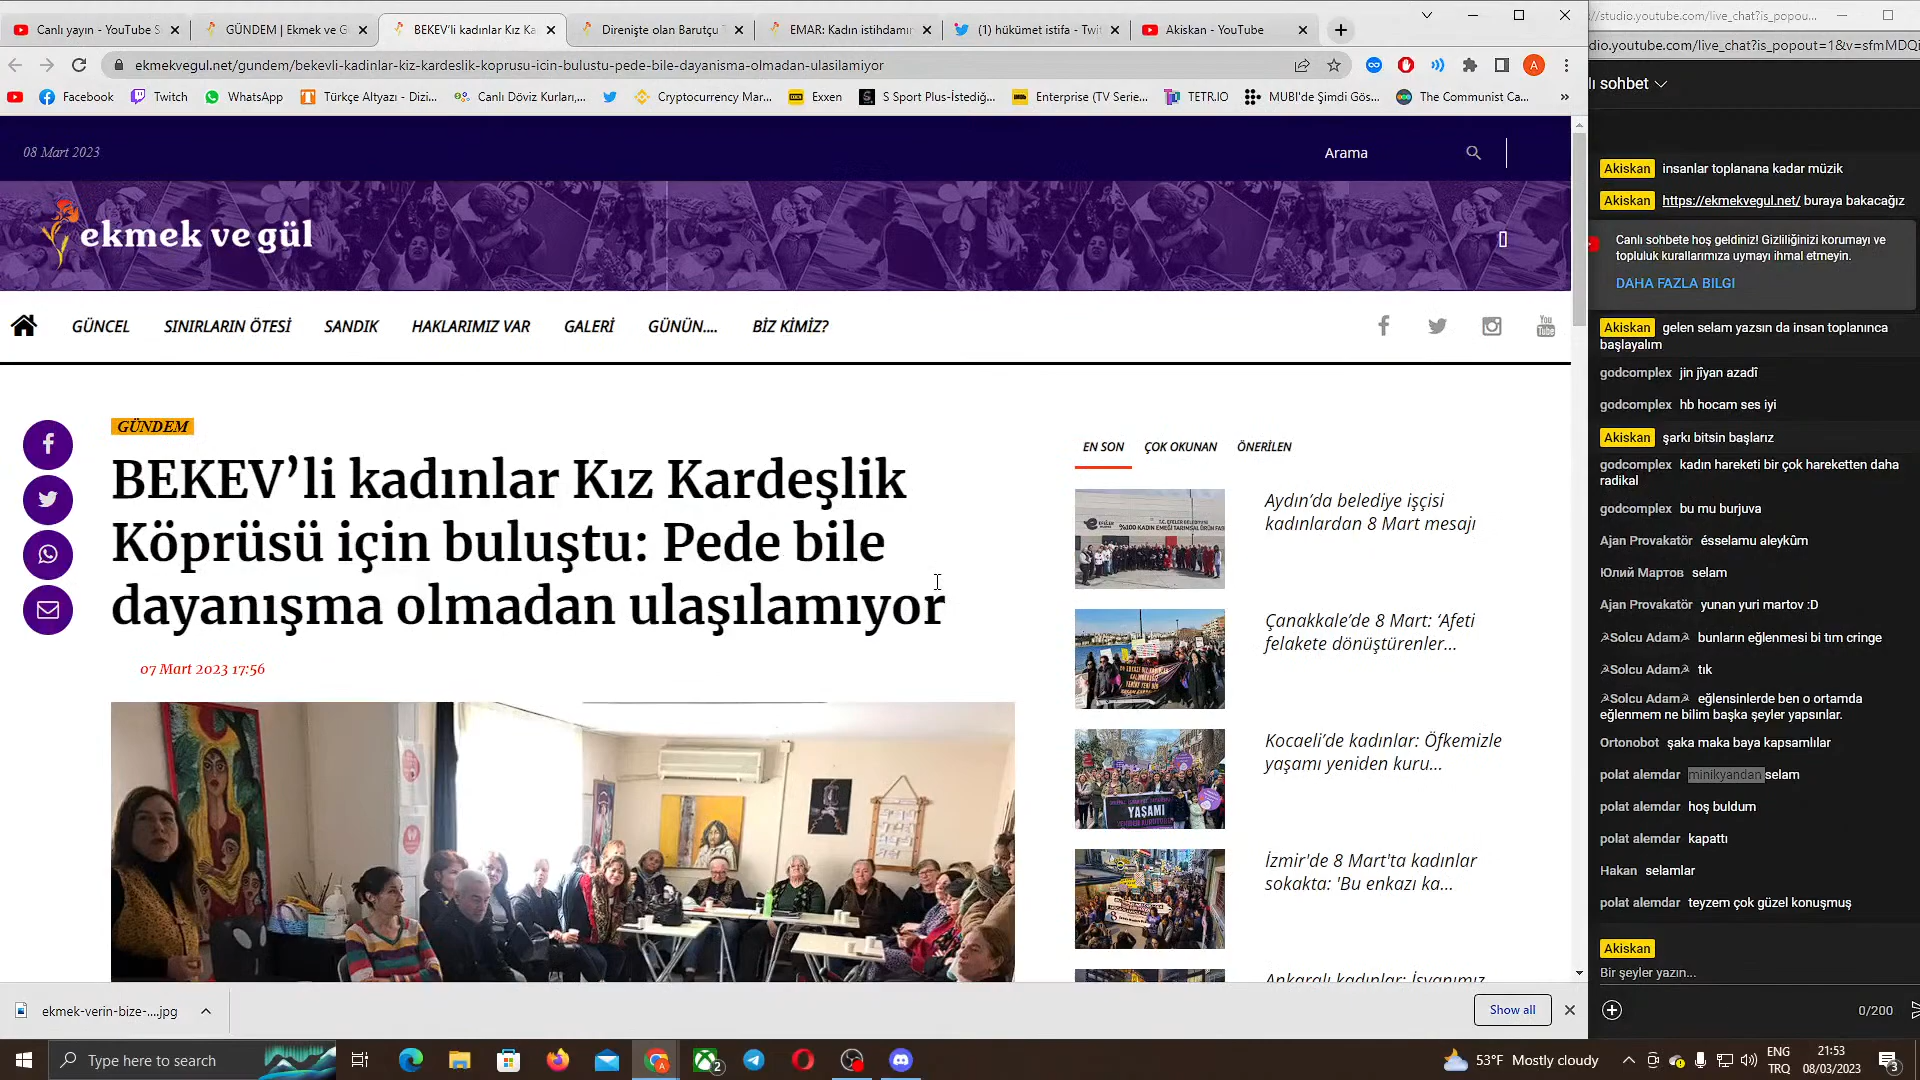 Canlı yayın - YouTube S
GÜNDEM | Ekmek ve G
BEKEV'li kadınlar Kız Ka
Direnişte olan Barutçu T
EMAR: Kadın istihdamı
(1) hükümet istifa - Twit
Akiskan - YouTube
ekmekvegul.net/gundem/bekevli-kadinlar-kiz-kardeslik-koprusu-icin-bulustu-pede-bile-dayanisma-olmadan-ulasilamiyor
A
Facebook
Twitch
WhatsApp
Türkçe Altyazı - Dizi...
Canlı Döviz Kurları,...
Cryptocurrency Mar...
Exxen
S Sport Plus-İstediğ...
Enterprise (TV Serie...
TETR.IO
MUBI'de Şimdi Gös...
The Communist Ca...
»
08 Mart 2023
Arama
ekmek ve gül
GÜNCEL
SINIRLARIN ÖTESİ
SANDIK
HAKLARIMIZ VAR
GALERİ
GÜNÜN....
BİZ KİMİZ?
GÜNDEM
BEKEV’li kadınlar Kız Kardeşlik
Köprüsü için buluştu: Pede bile
dayanışma olmadan ulaşılamıyor
07 Mart 2023 17:56
EN SON
ÇOK OKUNAN
ÖNERİLEN
Aydın’da belediye işçisi
kadınlardan 8 Mart mesajı
Çanakkale’de 8 Mart: ‘Afeti
felakete dönüştürenler...
Kocaeli’de kadınlar: Öfkemizle
yaşamı yeniden kuru...
YAŞAMI
İzmir'de 8 Mart'ta kadınlar
sokakta: 'Bu enkazı ka...
Ankaralı kadınlar: İsyanımız
//studio.youtube.com/live_chat?is_popou...
dio.youtube.com/live_chat?is_popout=1&v=sfmMDQi
lı sohbet
Akiskan insanlar toplanana kadar müzik
Akiskan https://ekmekvegul.net/ buraya bakacağız
Canlı sohbete hoş geldiniz! Gizliliğinizi korumayı ve
topluluk kurallarımıza uymayı ihmal etmeyin.
DAHA FAZLA BILGI
Akiskan gelen selam yazsın da insan toplanınca
başlayalım
godcomplex jin jîyan azadî
godcomplex hb hocam ses iyi
Akiskan şarkı bitsin başlarız
godcomplex kadın hareketi bir çok hareketten daha
radikal
godcomplex bu mu burjuva
Ajan Provakatör ésselamu aleykûm
Юлий Мартов selam
Ajan Provakatör yunan yuri martov :D
☭Solcu Adam☭ bunların eğlenmesi bi tım cringe
☭Solcu Adam☭ tık
☭Solcu Adam☭ eğlensinlerde ben o ortamda
eğlenmem ne bilim başka şeyler yapsınlar.
Ortonobot şaka maka baya kapsamlılar
polat alemdar minikyandan selam
polat alemdar hoş buldum
polat alemdar kapattı
Hakan selamlar
polat alemdar teyzem çok güzel konuşmuş
Akiskan
Bir şeyler yazın...
0/200
ekmek-verin-bize-....jpg
Show all
Type here to search
2
53°F Mostly cloudy
ENG
TRQ
21:53
08/03/2023
3